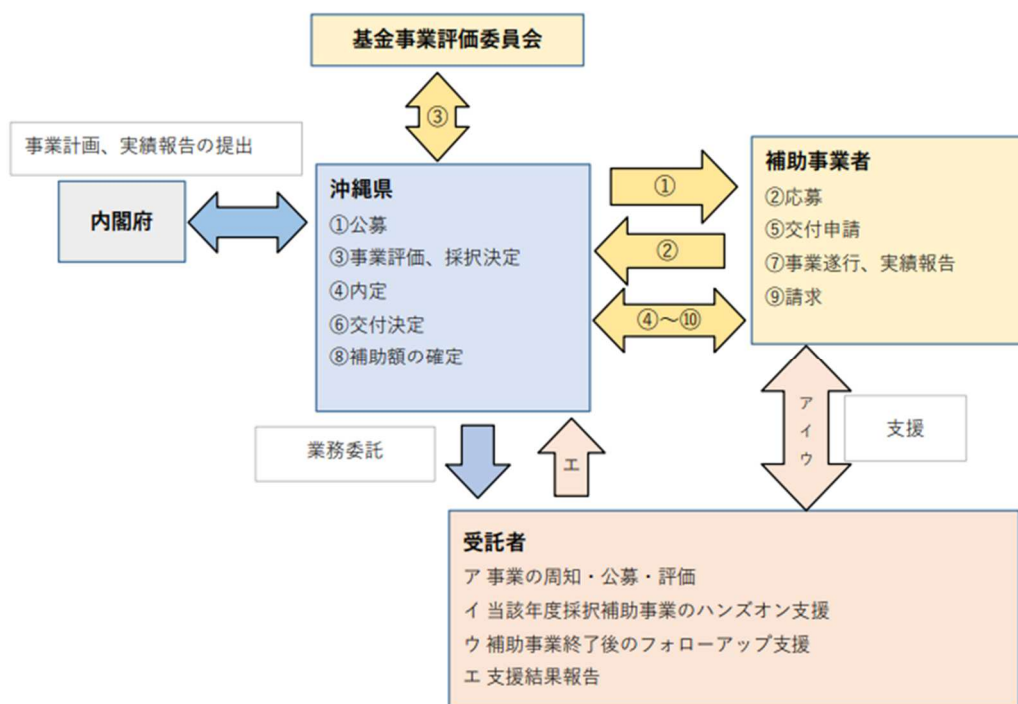 基金事業評価委員会
③
事業計画、実績報告の提出
内閣府
沖縄県
①公募
③事業評価、採択決定
④内定
⑥交付決定
⑧補助額の確定
①
②
④～⑩
補助事業者
②応募
⑤交付申請
⑦事業遂行、実績報告
⑨請求
業務委託
エ
ア
イ
ウ
支援
受託者
ア 事業の周知・公募・評価
イ 当該年度採択補助事業のハンズオン支援
ウ 補助事業終了後のフォローアップ支援
エ 支援結果報告